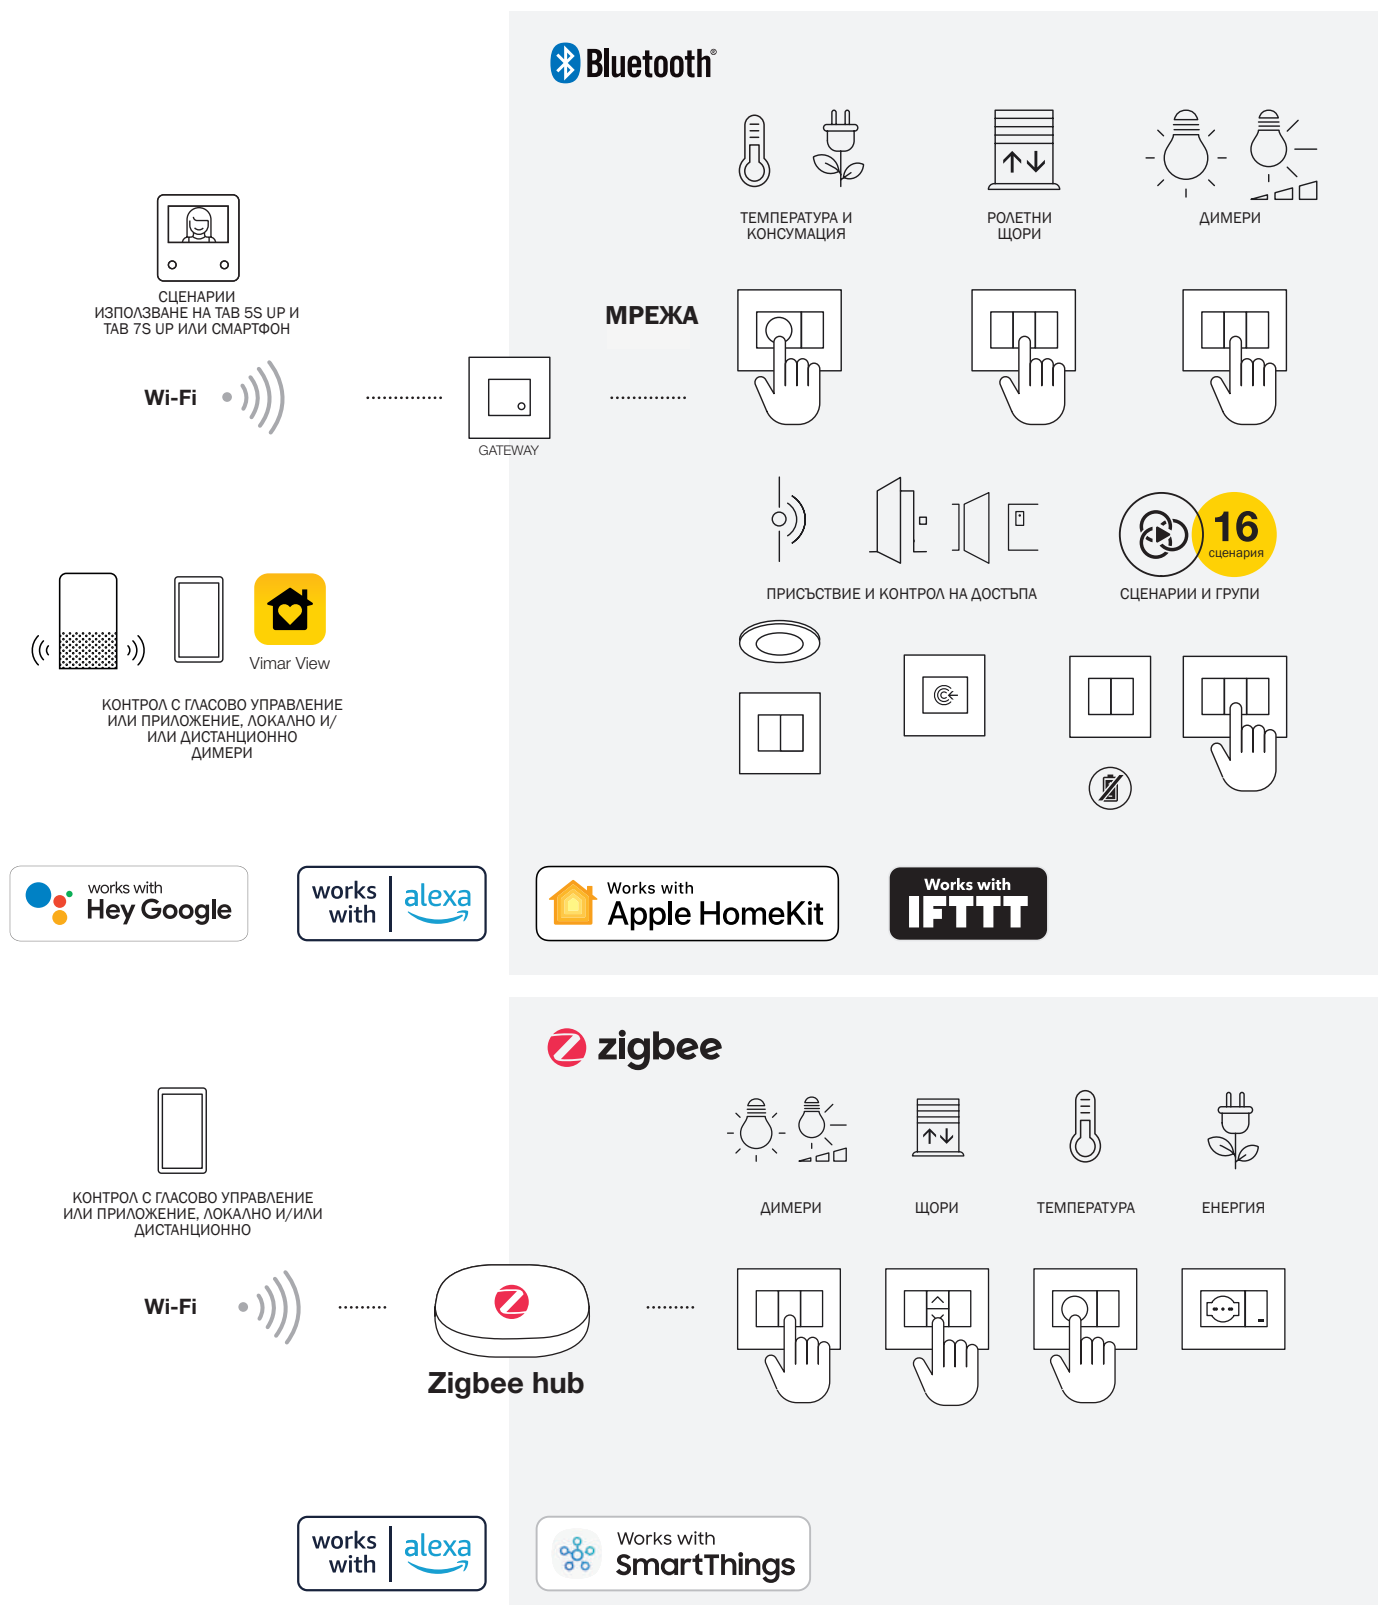 Bluetooth®
ТЕМПЕРАТУРА И
КОНСУМАЦИЯ
РОЛЕТНИ
ЩОРИ
ДИМЕРИ
СЦЕНАРИИ
ИЗПОЛЗВАНЕ НА TAB 5S UP И
TAB 7S UP ИЛИ СМАРТФОН
МРЕЖА
Wi-Fi
GATEWAY
16
сценария
ПРИСЪСТВИЕ И КОНТРОЛ НА ДОСТЪПА
СЦЕНАРИИ И ГРУПИ
Vimar View
КОНТРОЛ С ГЛАСОВО УПРАВЛЕНИЕ
ИЛИ ПРИЛОЖЕНИЕ, ЛОКАЛНО И/
ИЛИ ДИСТАНЦИОННО
ДИМЕРИ
works with
Hey Google
works
with
alexa
Works with
Apple HomeKit
Works with
IFTTT
zigbee
ДИМЕРИ
ЩОРИ
ТЕМПЕРАТУРА
ЕНЕРГИЯ
КОНТРОЛ С ГЛАСОВО УПРАВЛЕНИЕ
ИЛИ ПРИЛОЖЕНИЕ, ЛОКАЛНО И/ИЛИ
ДИСТАНЦИОННО
Wi-Fi
Zigbee hub
works
with
alexa
Works with
SmartThings